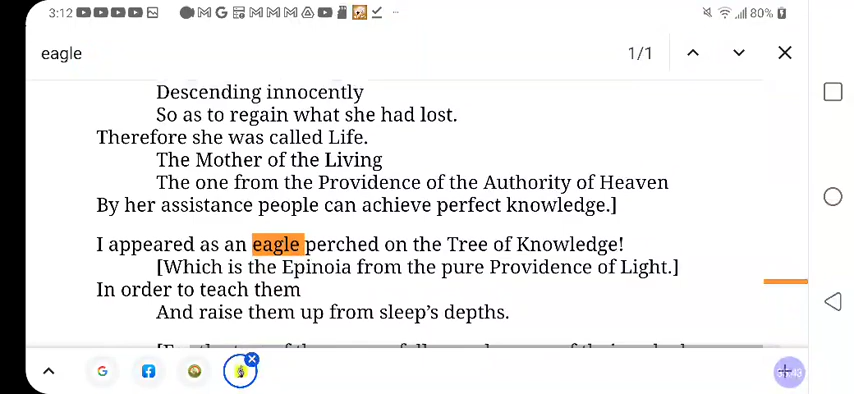 3:12
80%
eagle
1/1
Descending innocently
So as to regain what she had lost.
Therefore she was called Life.
The Mother of the Living
The one from the Providence of the Authority of Heaven
By her assistance people can achieve perfect knowledge.]
I appeared as an eagle perched on the Tree of Knowledge!
[Which is the Epinoia from the pure Providence of Light.]
In order to teach them
And raise them up from sleep's depths.